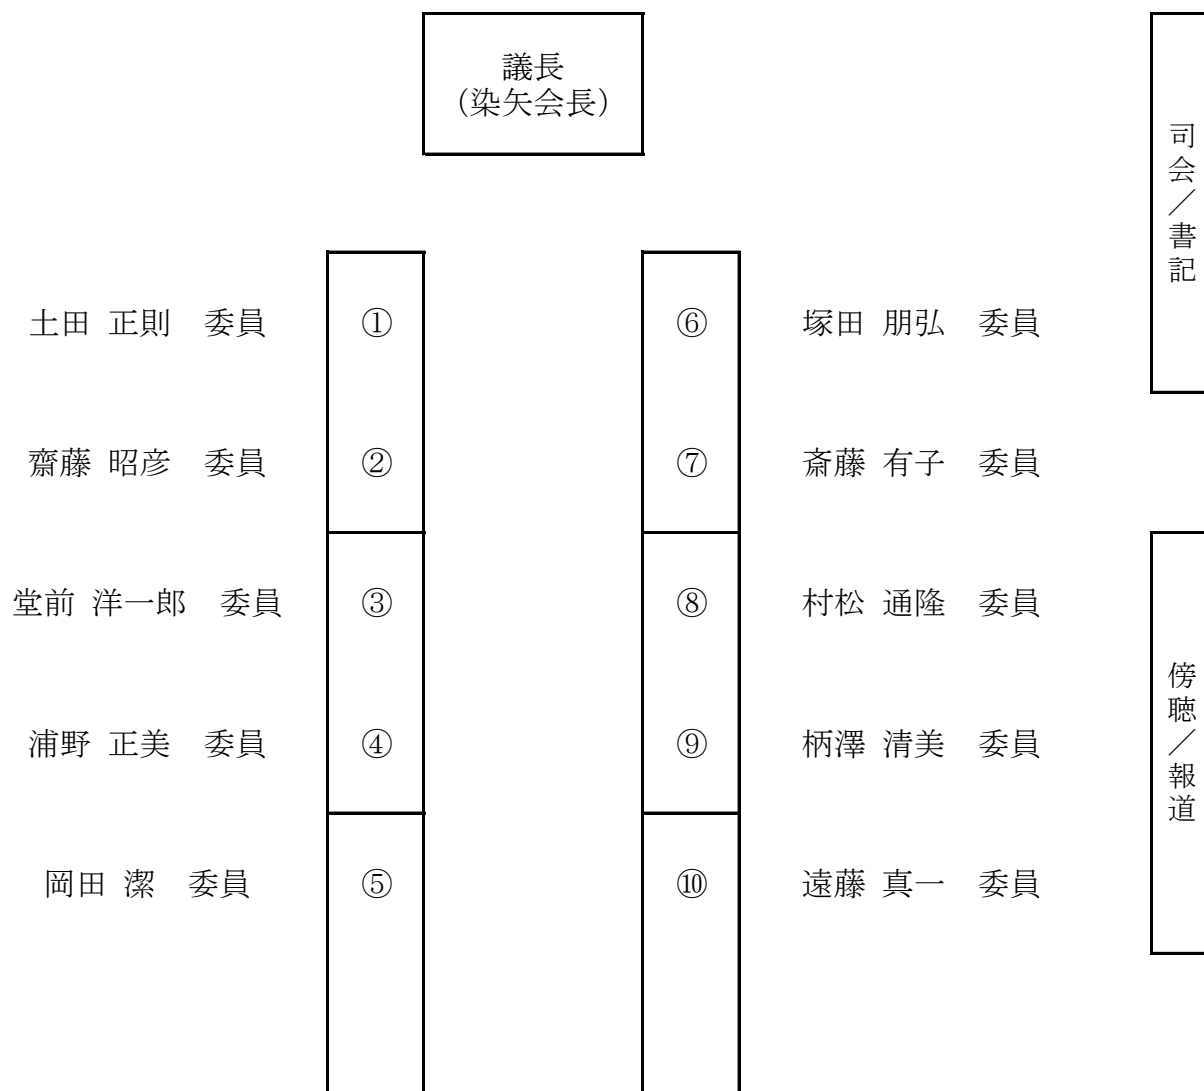 議長
(染矢会長)
司会／書記
土田 正則　委員
①
⑥
塚田 朋弘　委員
齋藤 昭彦　委員
②
⑦
斎藤 有子　委員
堂前 洋一郎　委員
③
⑧
村松 通隆　委員
傍聴／報道
浦野 正美　委員
④
⑨
柄澤 清美　委員
岡田 潔　委員
⑤
⑩
遠藤 真一　委員